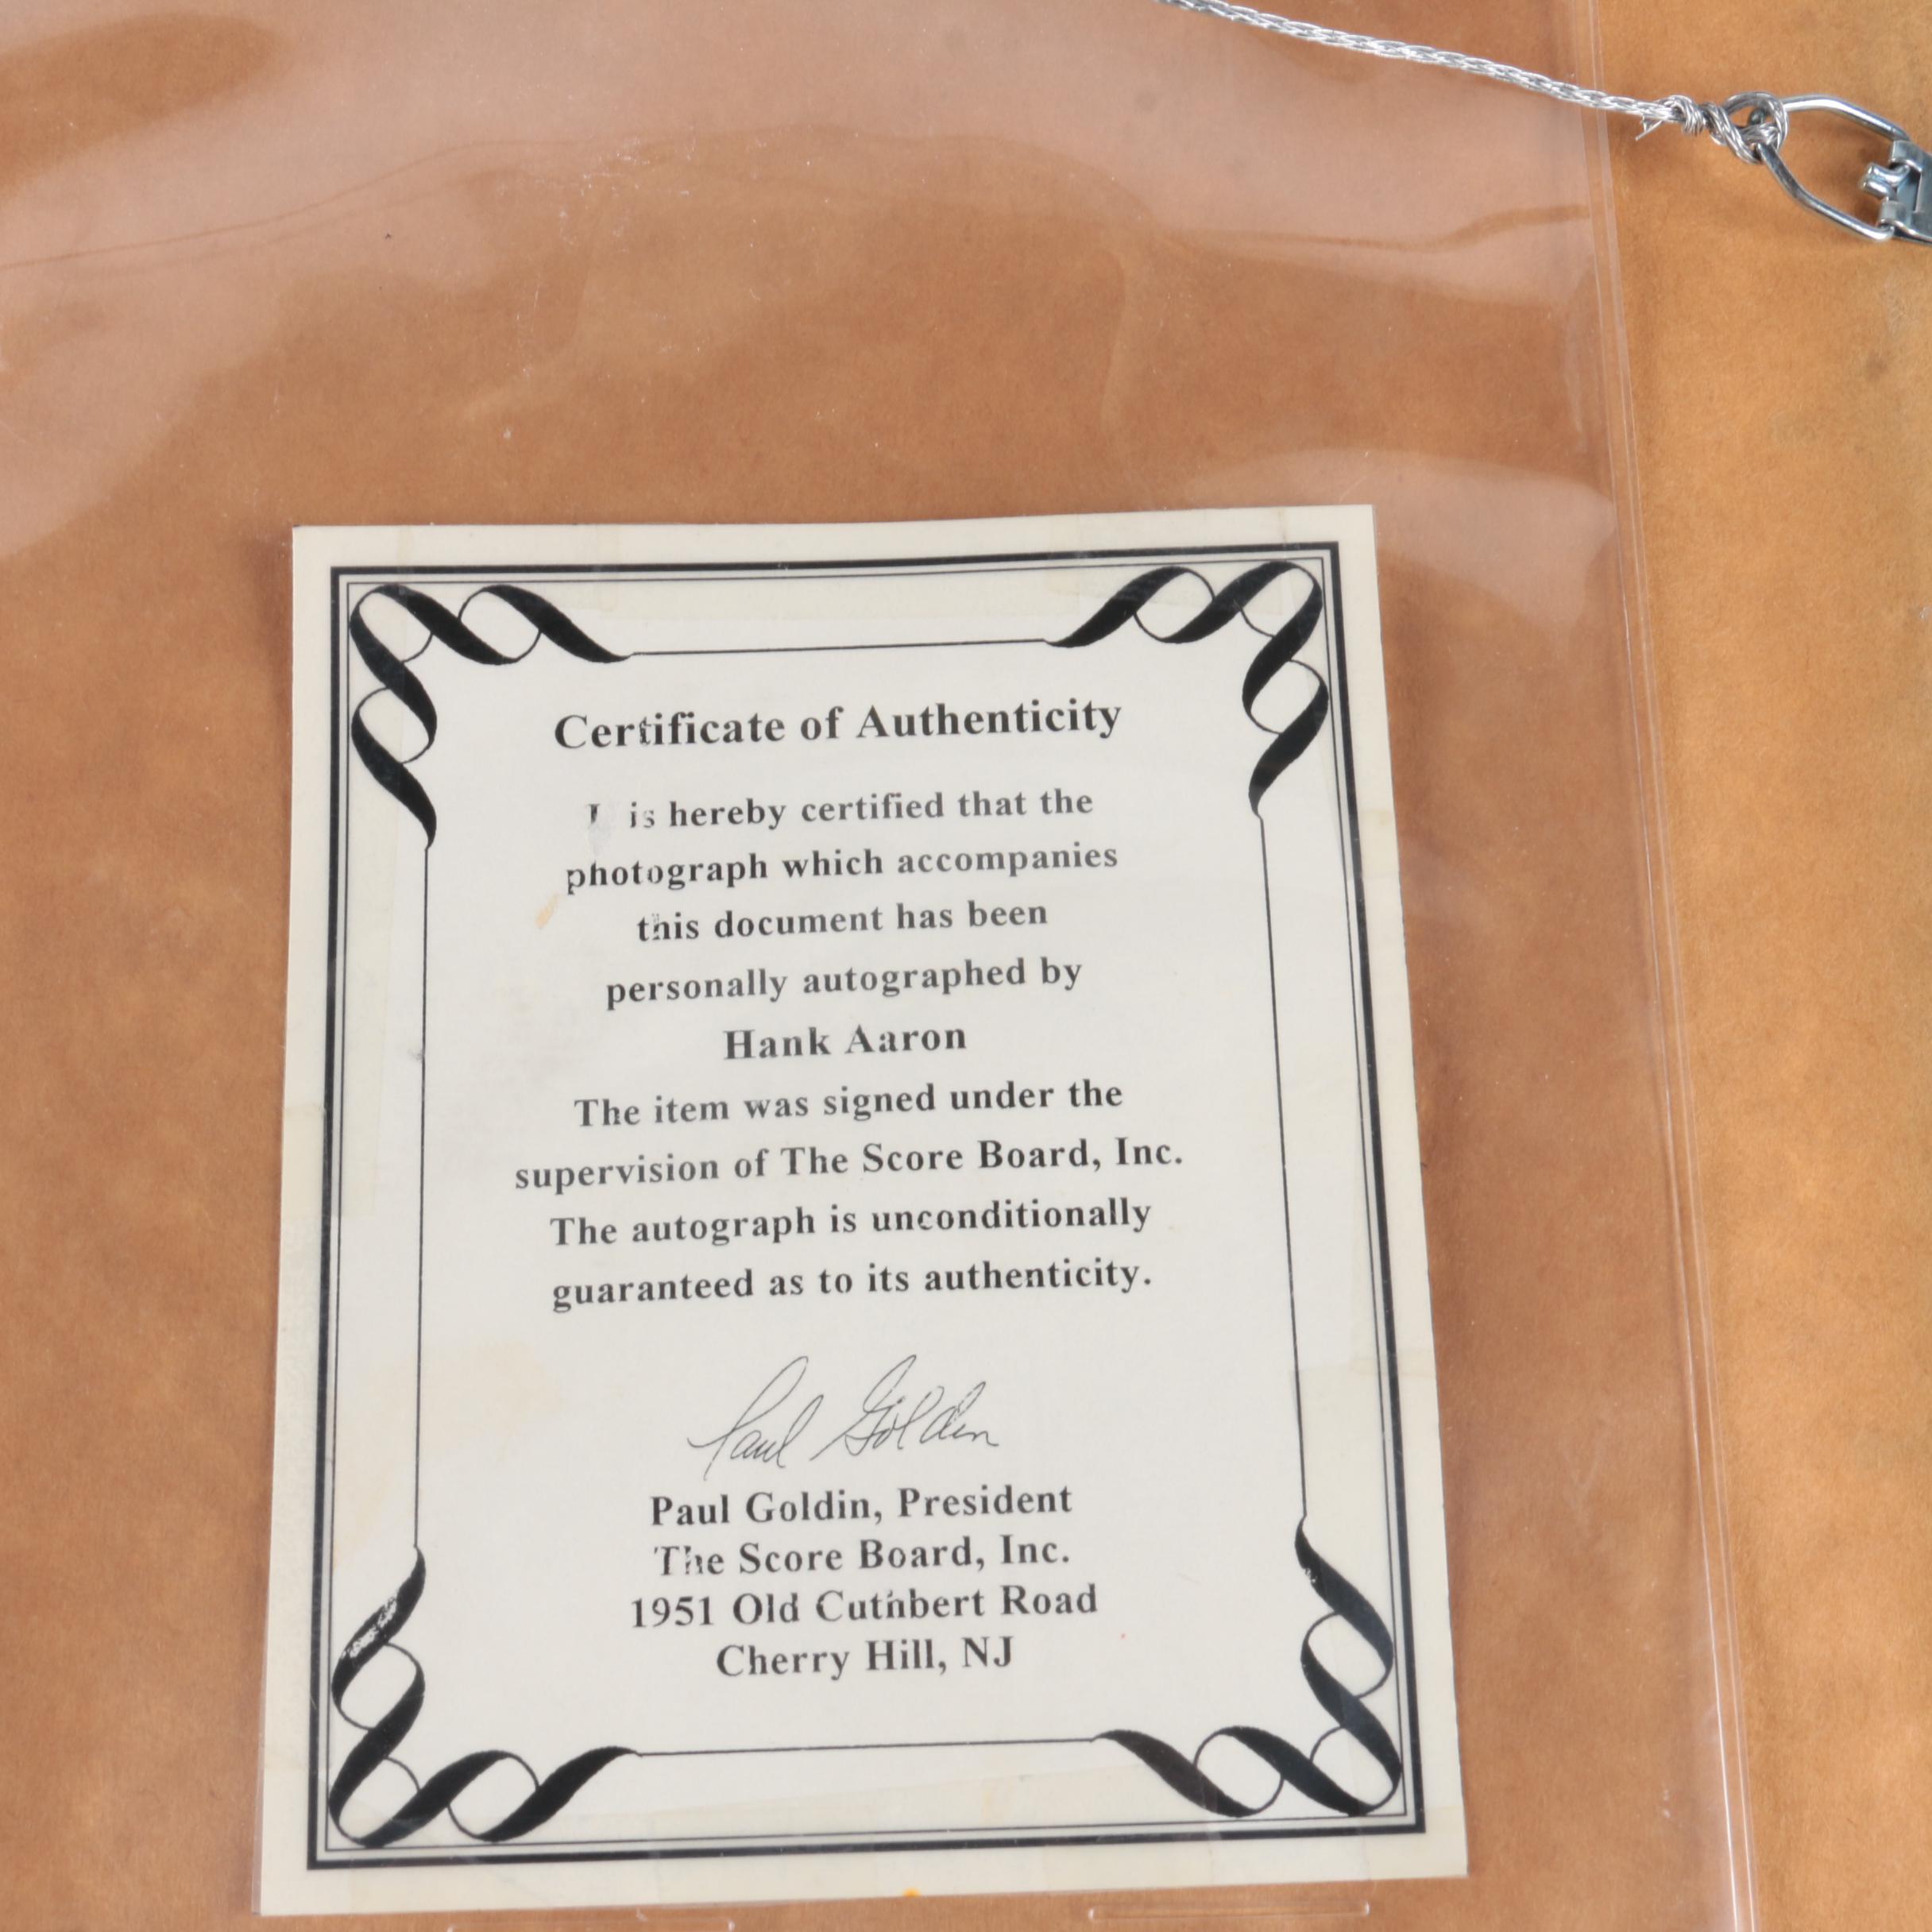 Certificate of Authenticity
I is hereby certified that the
photograph which accompanies
this document has been
personally autographed by
Hank Aaron
The item was signed under the
supervision of The Score Board, Inc.
The autograph is unconditionally
guaranteed as to its authenticity.
Paul Goldin
Paul Goldin, President
The Score Board, Inc.
1951 Old Cuthbert Road
Cherry Hill, NJ